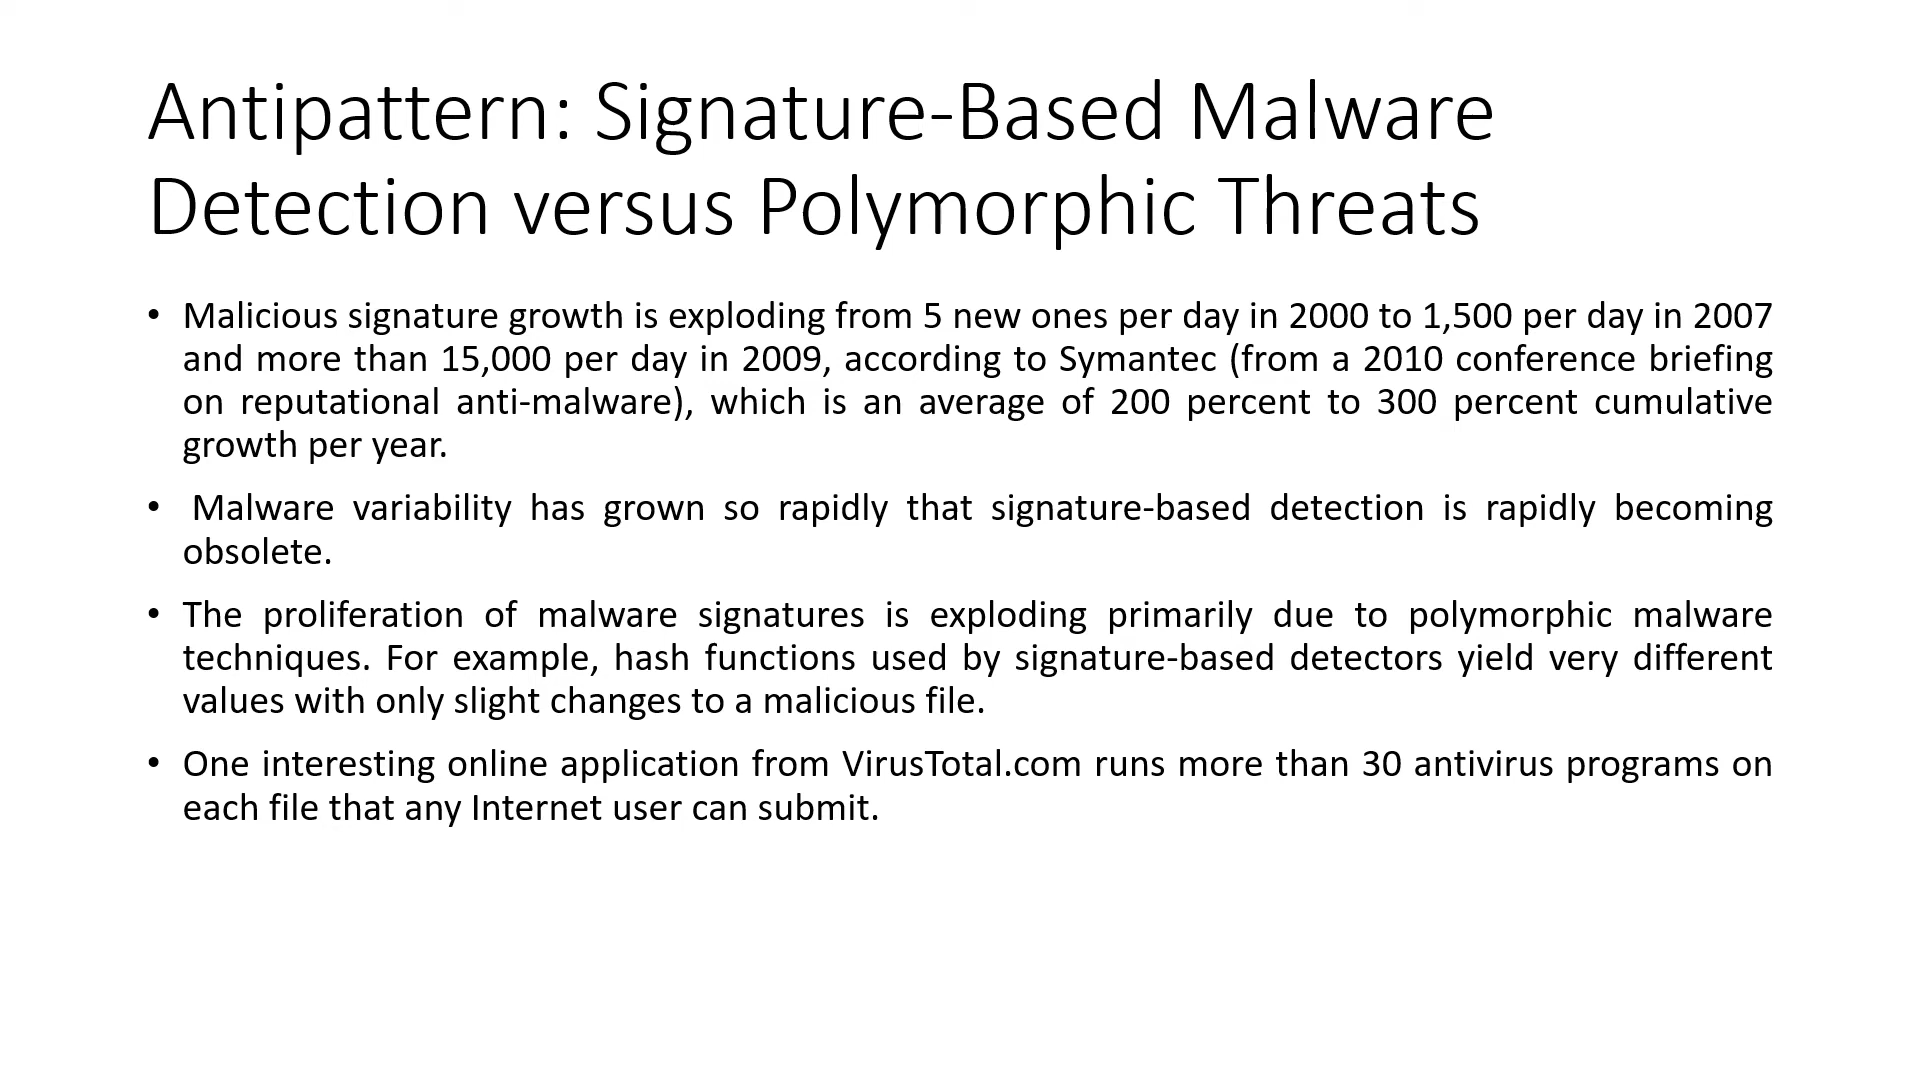 Antipattern: Signature-Based Malware
Detection versus Polymorphic Threats
• Malicious signature growth is exploding from 5 new ones per day in 2000 to 1,500 per day in 2007
and more than 15,000 per day in 2009, according to Symantec (from a 2010 conference briefing
on reputational anti-malware), which is an average of 200 percent to 300 percent cumulative
growth per year.
• Malware variability has grown so rapidly that signature-based detection is rapidly becoming
obsolete.
• The proliferation of malware signatures is exploding primarily due to polymorphic malware
techniques. For example, hash functions used by signature-based detectors yield very different
values with only slight changes to a malicious file.
• One interesting online application from VirusTotal.com runs more than 30 antivirus programs on
each file that any Internet user can submit.